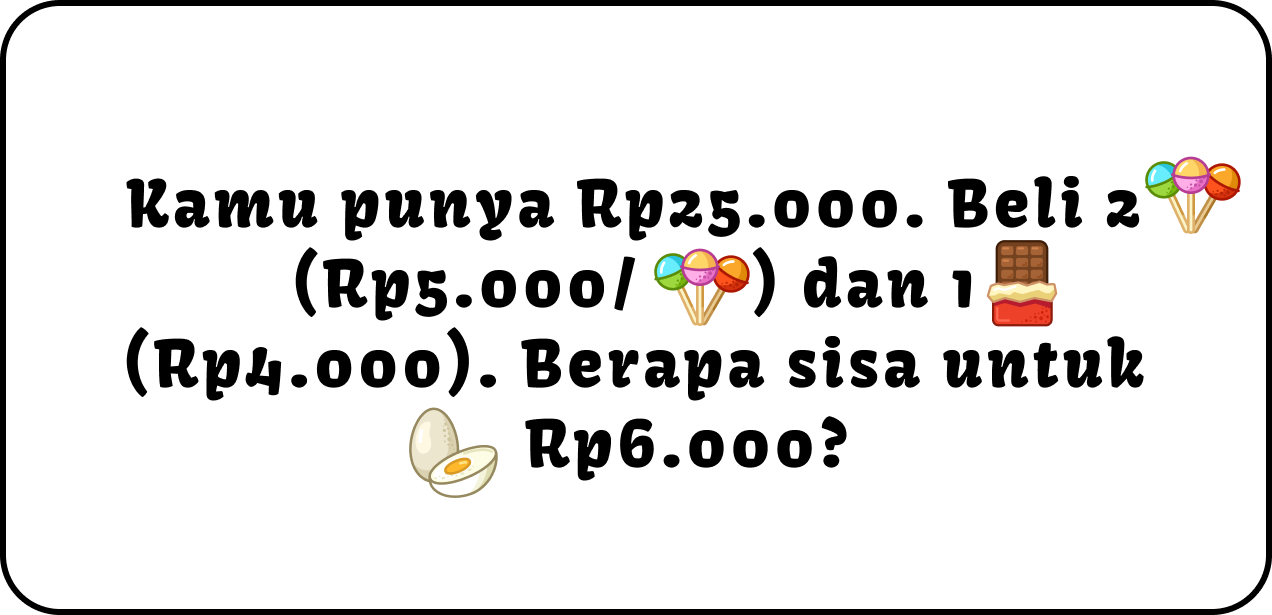 Kamu punya Rp25.000. Beli 2
(Rp5.000/ ) dan 1
(Rp4.000). Berapa sisa untuk
Rp6.000?